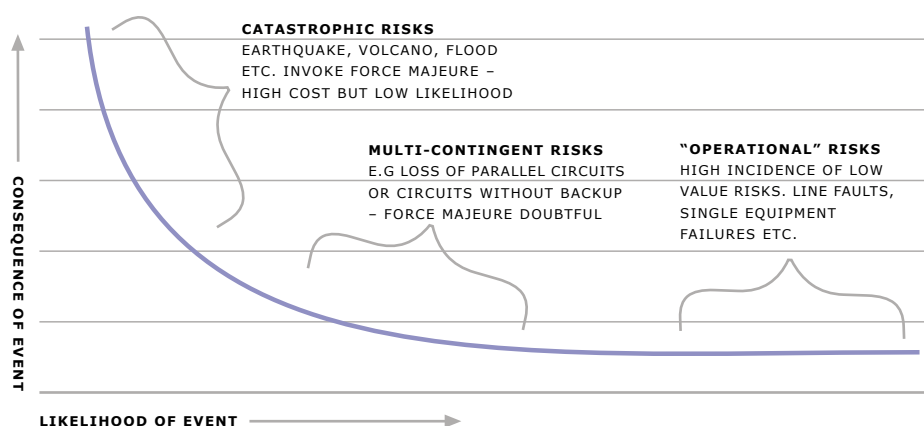 CATASTROPHIC RISKS
EARTHQUAKE, VOLCANO, FLOOD
ETC. INVOKE FORCE MAJEURE –
HIGH COST BUT LOW LIKELIHOOD
MULTI-CONTINGENT RISKS
E.G LOSS OF PARALLEL CIRCUITS
OR CIRCUITS WITHOUT BACKUP
– FORCE MAJEURE DOUBTFUL
“OPERATIONAL” RISKS
HIGH INCIDENCE OF LOW
VALUE RISKS. LINE FAULTS,
SINGLE EQUIPMENT
FAILURES ETC.
CONSEQUENCE OF EVENT
LIKELIHOOD OF EVENT